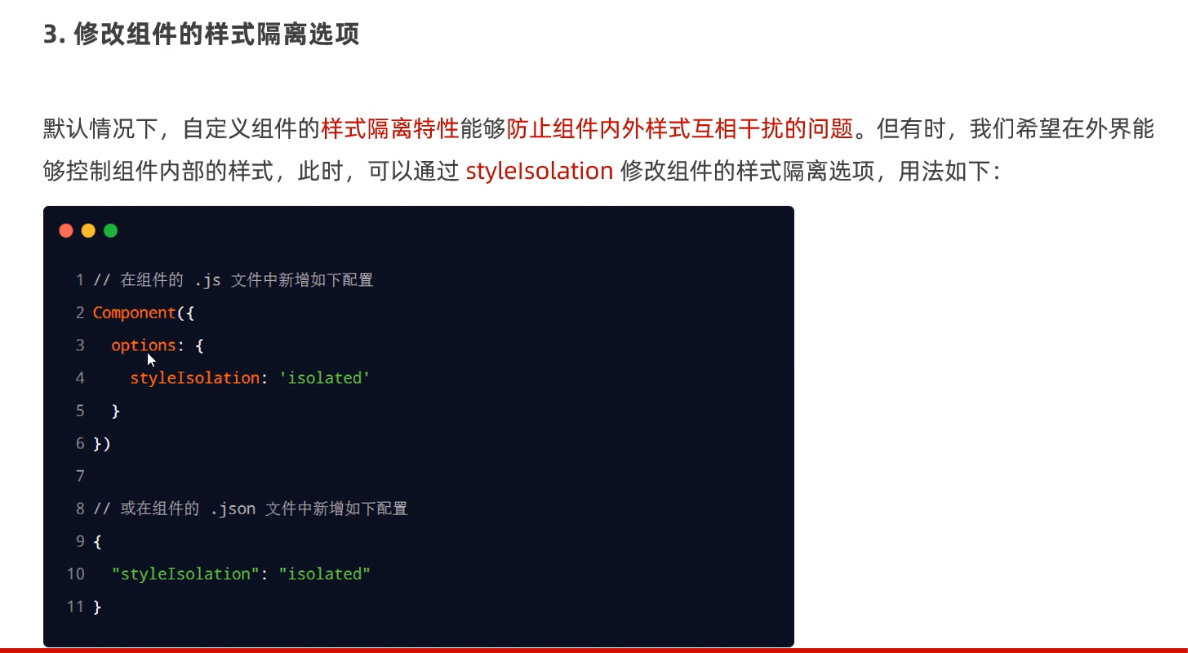 3. 修改组件的样式隔离选项
默认情况下，自定义组件的样式隔离特性能够防止组件内外样式互相干扰的问题。但有时，我们希望在外界能
够控制组件内部的样式，此时，可以通过 styleIsolation 修改组件的样式隔离选项，用法如下：
1 // 在组件的 .js 文件中新增如下配置
2 Component({
3   options: {
4     styleIsolation: 'isolated'
5   }
6 })
7
8 // 或在组件的 .json 文件中新增如下配置
9 {
10   "styleIsolation": "isolated"
11 }